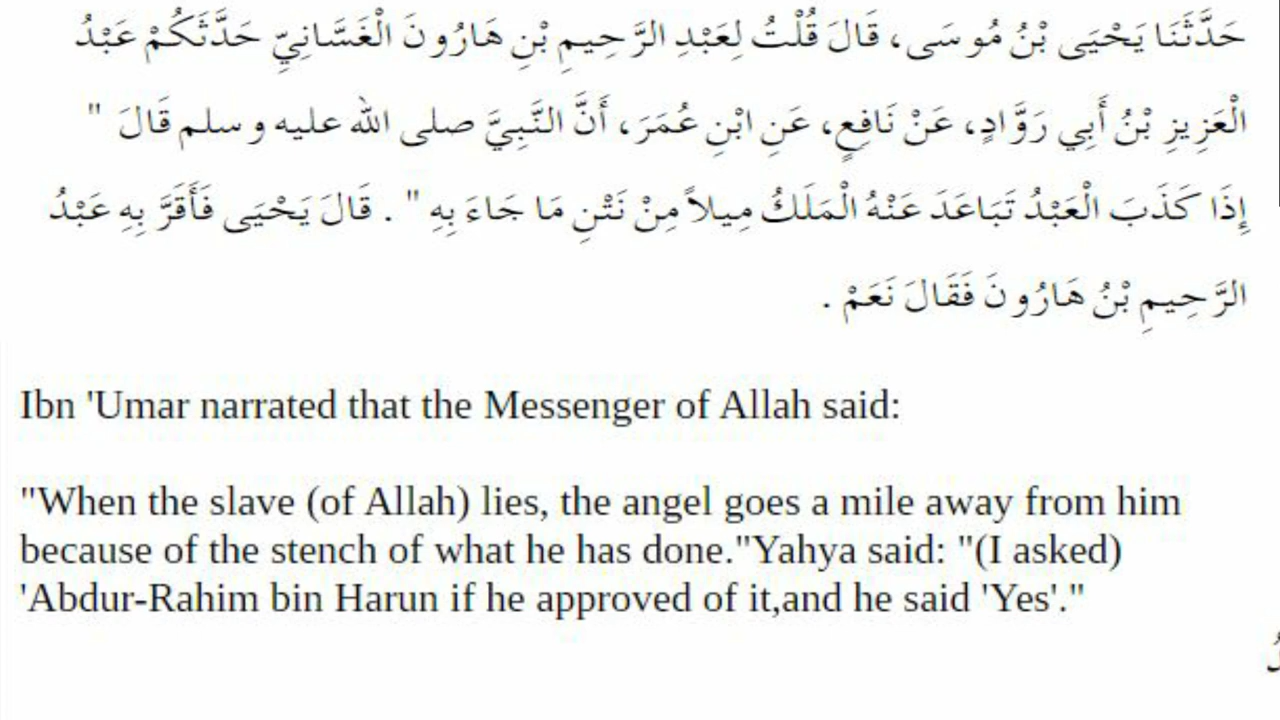 حَدَّثَنَا يَحْيَى بْنُ مُوسَى، قَالَ قُلْتُ لِعَبْدِ الرَّحِيمِ بْنِ هَارُونَ الْغَسَّانِيِّ حَدَّثَكُمْ عَبْدُ
الْعَزِيزِ بْنُ أَبِي رَوَّادٍ، عَنْ نَافِعٍ، عَنِ ابْنِ عُمَرَ، أَنَّ النَّبِيَّ صلى الله عليه وسلم قَالَ "
إِذَا كَذَبَ الْعَبْدُ تَبَاعَدَ عَنْهُ الْمَلَكُ مِيلاً مِنْ نَتْنِ مَا جَاءَ بِهِ " . قَالَ يَحْيَى فَأَقَرَّ بِهِ عَبْدُ
الرَّحِيمِ بْنُ هَارُونَ فَقَالَ نَعَمْ .
Ibn 'Umar narrated that the Messenger of Allah said:
"When the slave (of Allah) lies, the angel goes a mile away from him
because of the stench of what he has done."Yahya said: "(I asked)
'Abdur-Rahim bin Harun if he approved of it,and he said 'Yes'."